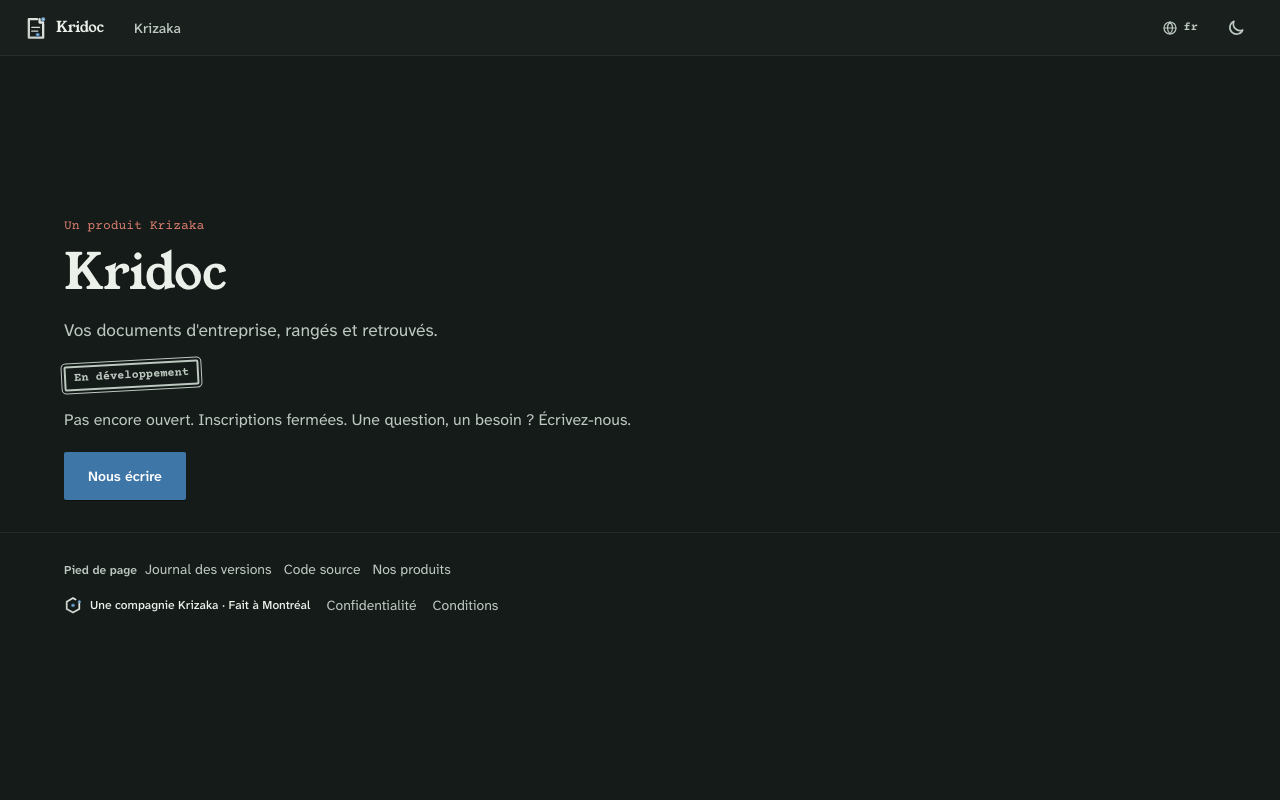 Kridoc Krizaka fr
Un produit Krizaka
Kridoc
Vos documents d'entreprise, rangés et retrouvés.
En développement
Pas encore ouvert. Inscriptions fermées. Une question, un besoin ? Écrivez-nous.
Nous écrire
Pied de page Journal des versions Code source Nos produits
Une compagnie Krizaka · Fait à Montréal Confidentialité Conditions